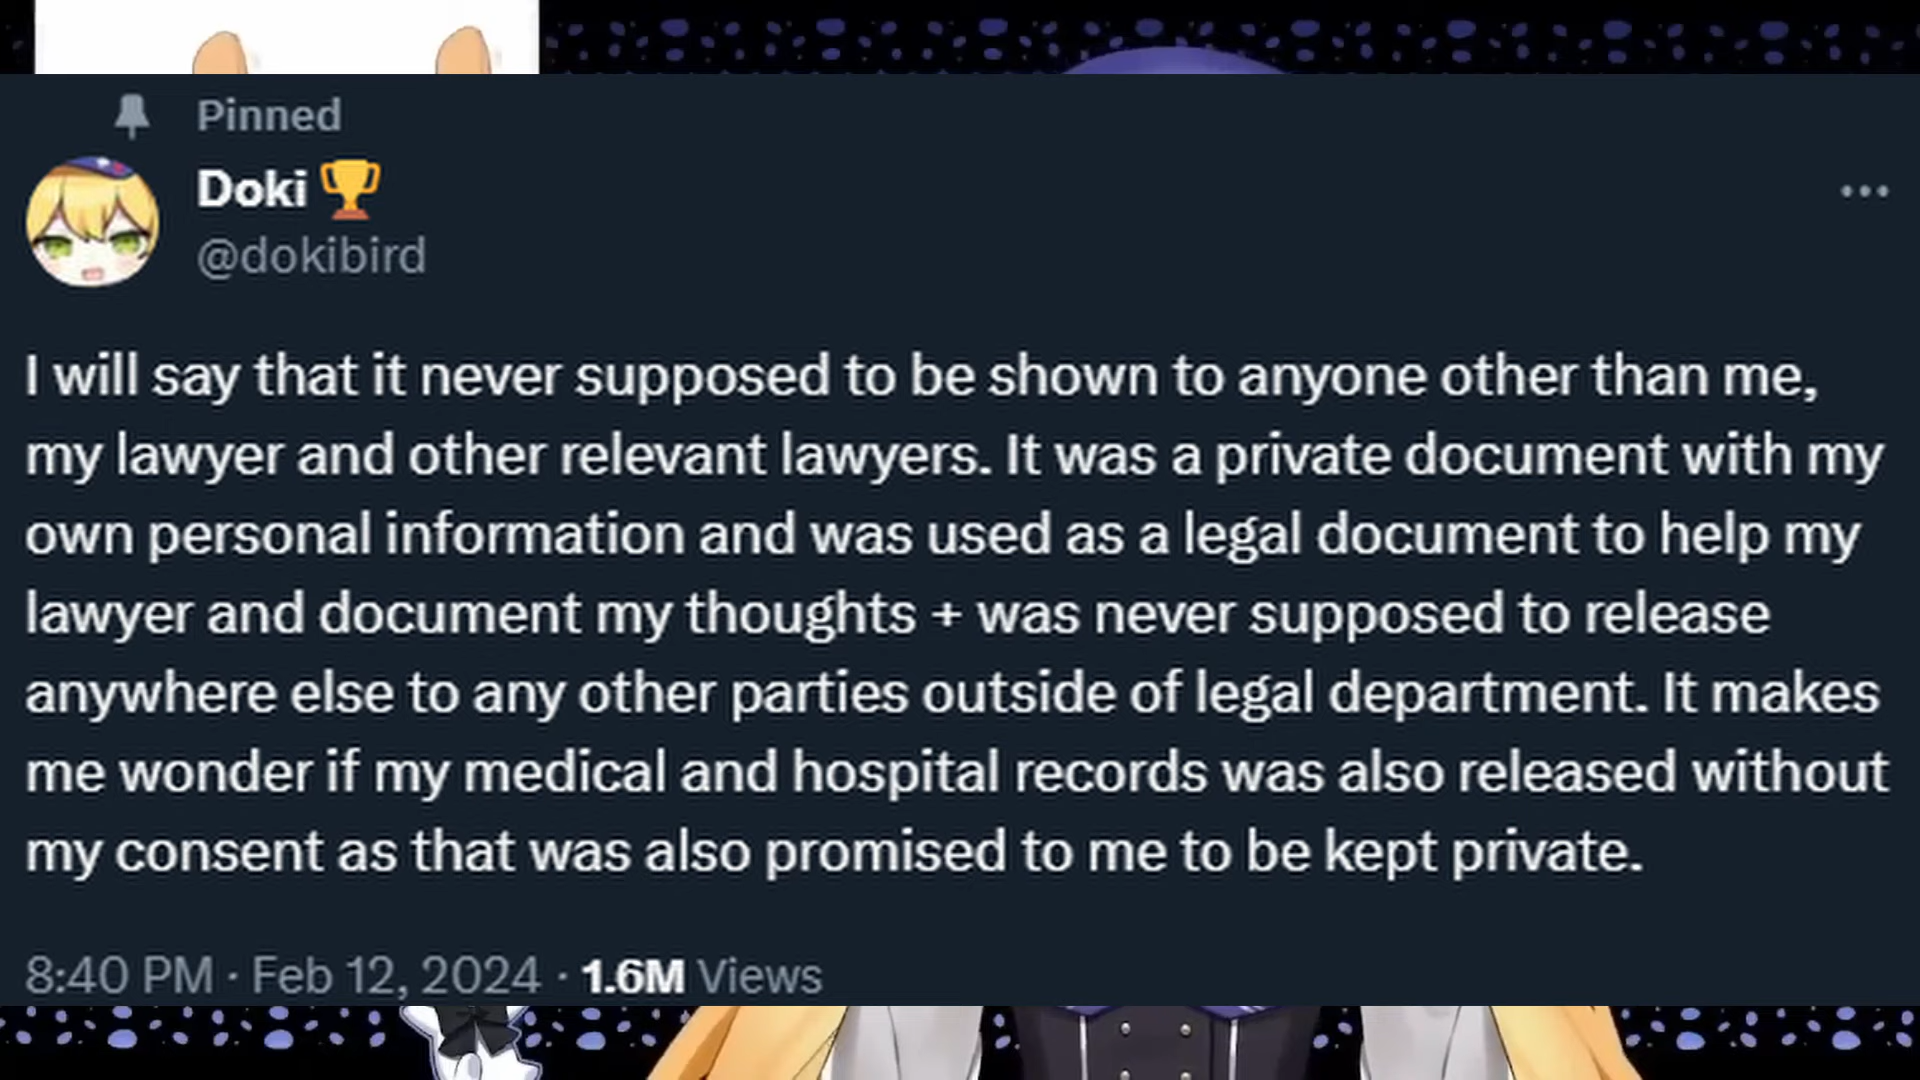 Pinned
Doki 🏆
@dokibird
I will say that it never supposed to be shown to anyone other than me,
my lawyer and other relevant lawyers. It was a private document with my
own personal information and was used as a legal document to help my
lawyer and document my thoughts + was never supposed to release
anywhere else to any other parties outside of legal department. It makes
me wonder if my medical and hospital records was also released without
my consent as that was also promised to me to be kept private.
8:40 PM · Feb 12, 2024 · 1.6M Views